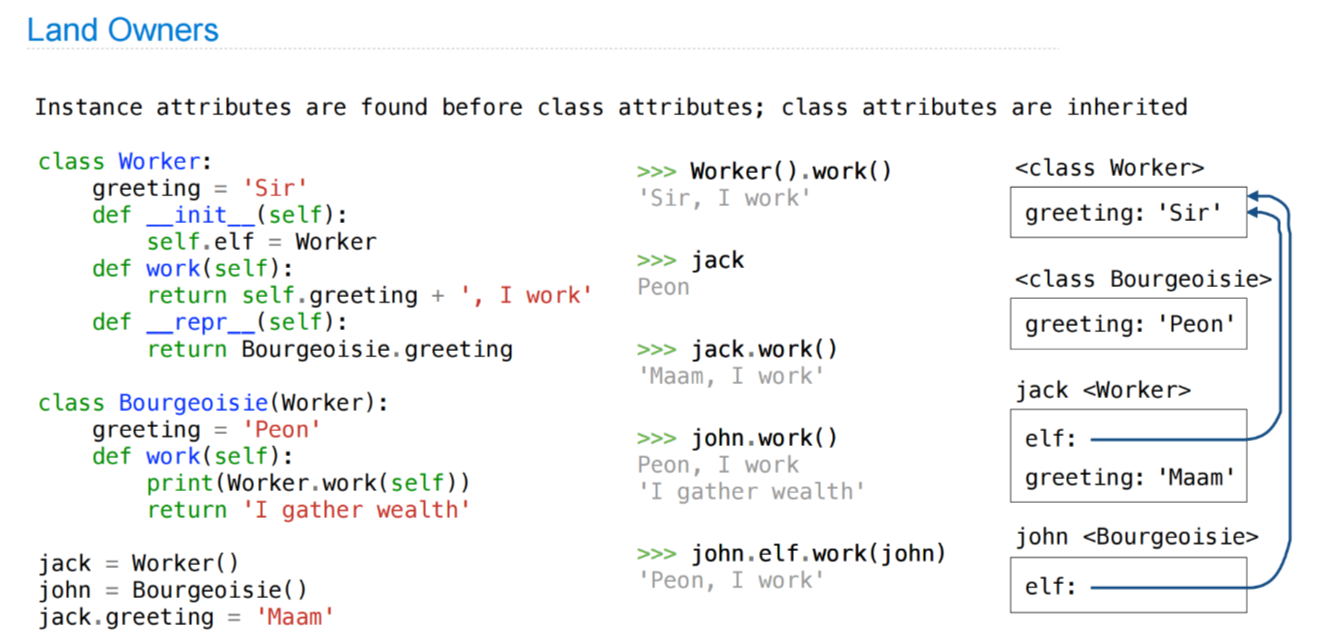 Land Owners
Instance attributes are found before class attributes; class attributes are inherited
class Worker:
    greeting = 'Sir'
    def __init__(self):
        self.elf = Worker
    def work(self):
        return self.greeting + ', I work'
    def __repr__(self):
        return Bourgeoisie.greeting
class Bourgeoisie(Worker):
    greeting = 'Peon'
    def work(self):
        print(Worker.work(self))
        return 'I gather wealth'
jack = Worker()
john = Bourgeoisie()
jack.greeting = 'Maam'
>>> Worker().work()
'Sir, I work'
>>> jack
Peon
>>> jack.work()
'Maam, I work'
>>> john.work()
Peon, I work
'I gather wealth'
>>> john.elf.work(john)
'Peon, I work'
<class Worker>
greeting: 'Sir'
<class Bourgeoisie>
greeting: 'Peon'
jack <Worker>
elf:
greeting: 'Maam'
john <Bourgeoisie>
elf: